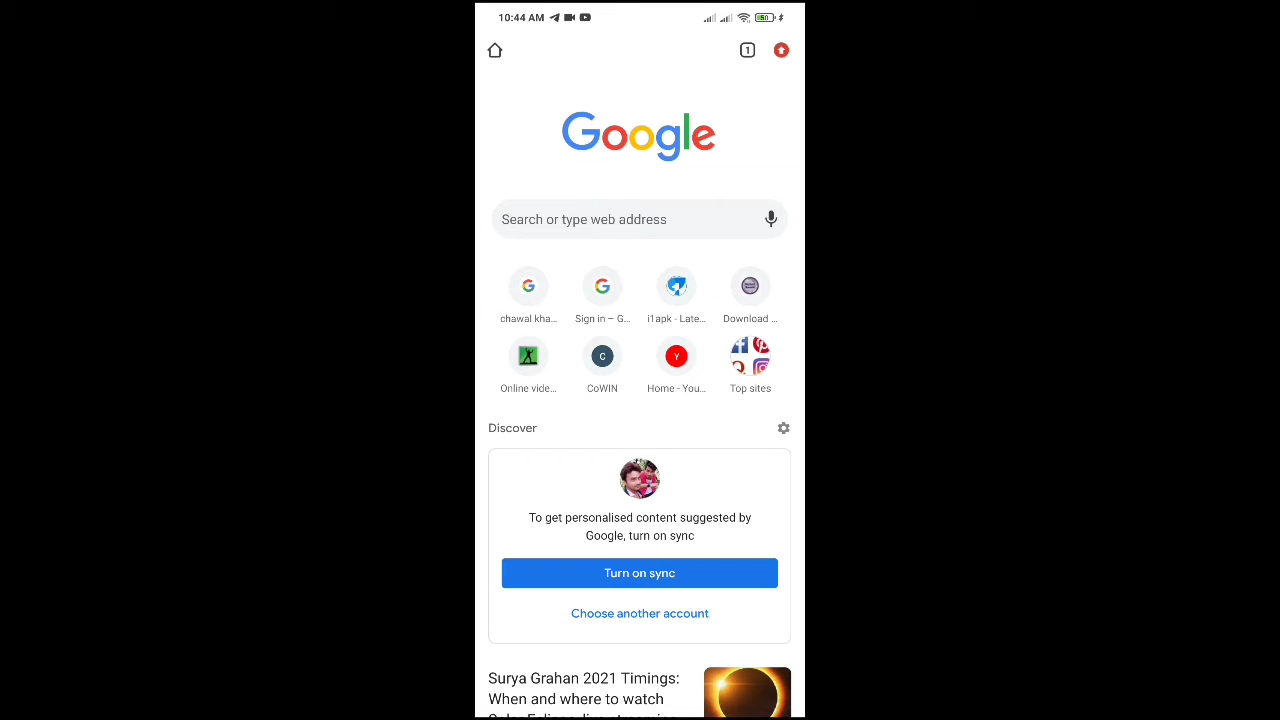 10:44 AM
50
1
Google
Search or type web address
chawal kha...
Sign in – G...
i1apk - Late...
Download ...
C
Y
Online vide...
CoWIN
Home - You...
Top sites
Discover
To get personalised content suggested by
Google, turn on sync
Turn on sync
Choose another account
Surya Grahan 2021 Timings:
When and where to watch